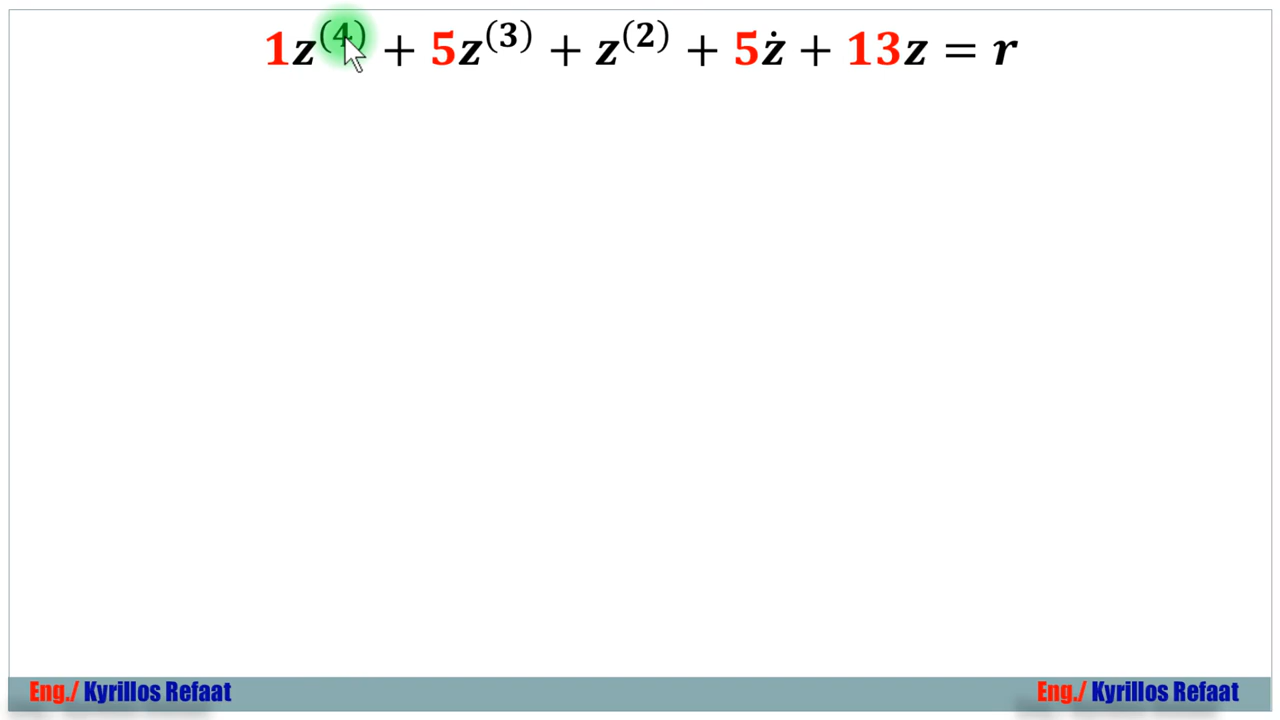 1z⁽⁴⁾ + 5z⁽³⁾ + z⁽²⁾ + 5ż + 13z = r
Eng./ Kyrillos Refaat
Eng./ Kyrillos Refaat